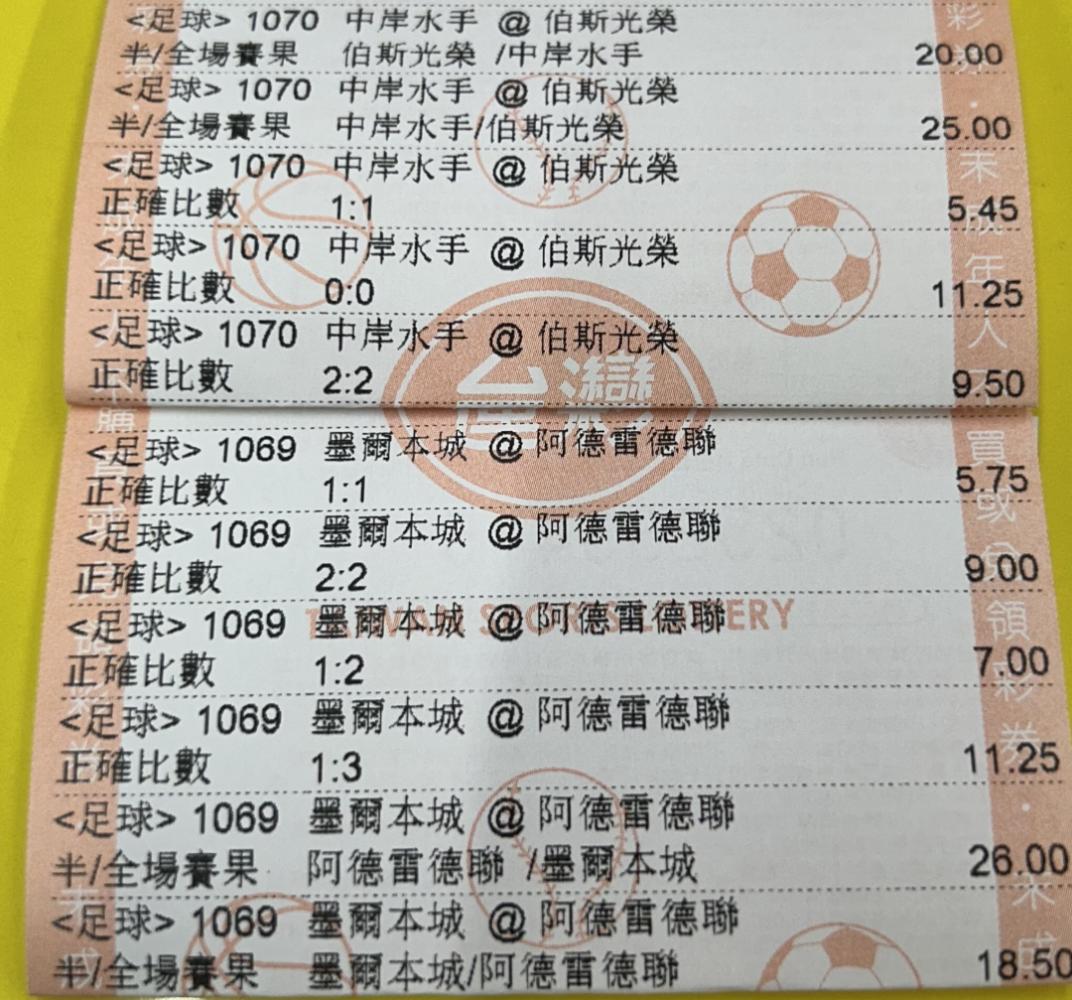 <足球> 1070 中岸水手 @ 伯斯光榮
半/全場賽果 伯斯光榮 /中岸水手 20.00
<足球> 1070 中岸水手 @ 伯斯光榮
半/全場賽果 中岸水手/伯斯光榮 25.00
<足球> 1070 中岸水手 @ 伯斯光榮
正確比數 1:1 5.45
<足球> 1070 中岸水手 @ 伯斯光榮
正確比數 0:0 11.25
<足球> 1070 中岸水手 @ 伯斯光榮
正確比數 2:2 9.50
<足球> 1069 墨爾本城 @ 阿德雷德聯
正確比數 1:1 5.75
<足球> 1069 墨爾本城 @ 阿德雷德聯
正確比數 2:2 9.00
<足球> 1069 墨爾本城 @ 阿德雷德聯
正確比數 1:2 7.00
<足球> 1069 墨爾本城 @ 阿德雷德聯
正確比數 1:3 11.25
<足球> 1069 墨爾本城 @ 阿德雷德聯
半/全場賽果 阿德雷德聯 /墨爾本城 26.00
<足球> 1069 墨爾本城 @ 阿德雷德聯
半/全場賽果 墨爾本城/阿德雷德聯 18.50
台灣
TAIWAN SPORTS LOTTERY